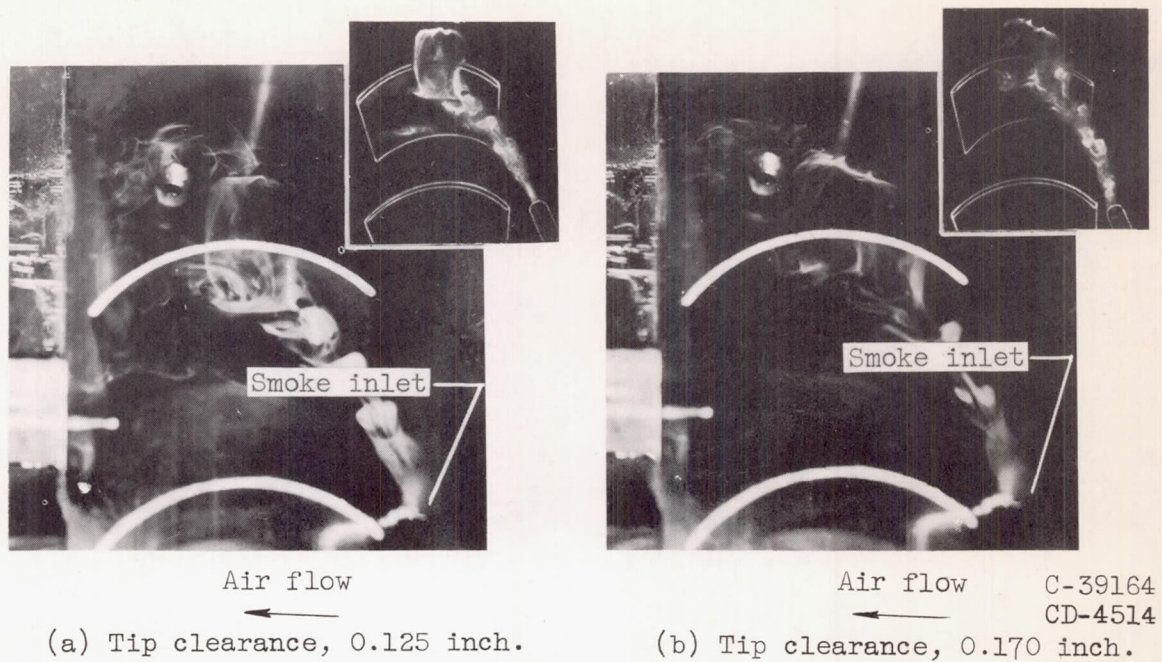 Smoke inlet
Smoke inlet
Air flow
(a) Tip clearance, 0.125 inch.
Air flow
C-39164
CD-4514
(b) Tip clearance, 0.170 inch.